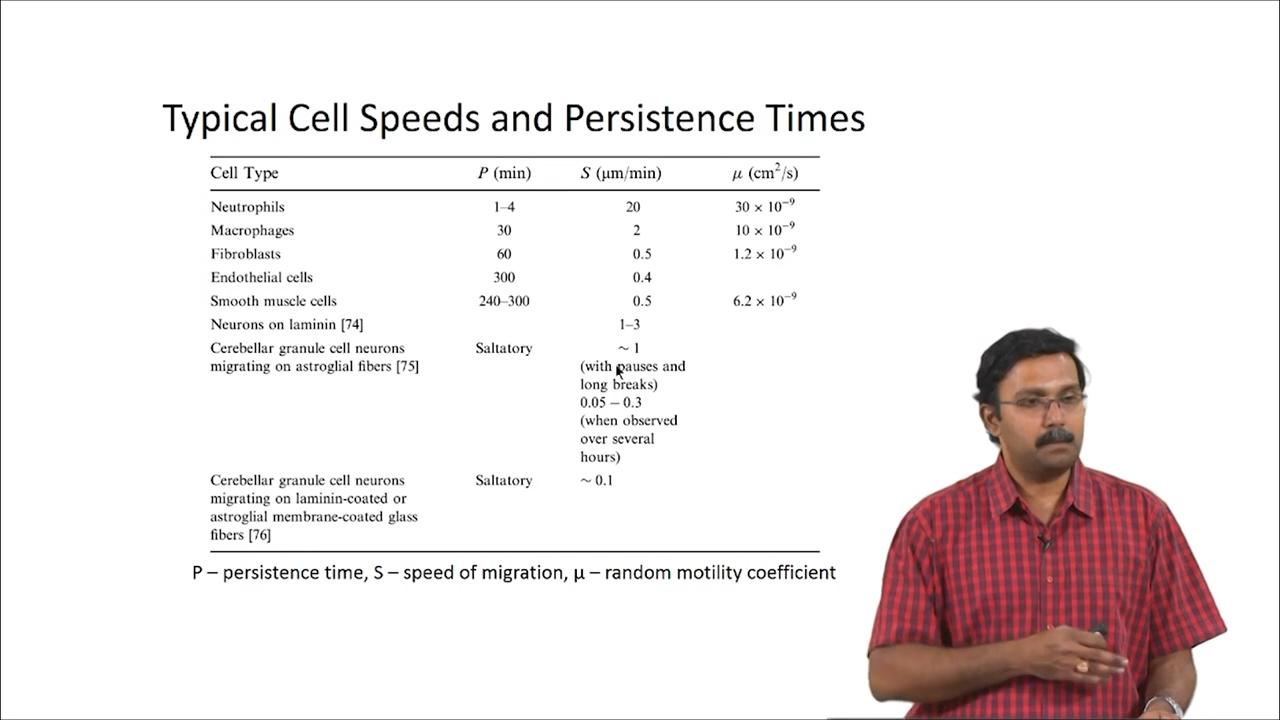 Typical Cell Speeds and Persistence Times
Cell Type P (min) S (μm/min) μ (cm²/s)
Neutrophils 1–4 20 30 × 10⁻⁹
Macrophages 30 2 10 × 10⁻⁹
Fibroblasts 60 0.5 1.2 × 10⁻⁹
Endothelial cells 300 0.4
Smooth muscle cells 240–300 0.5 6.2 × 10⁻⁹
Neurons on laminin [74] 1–3
Cerebellar granule cell neurons Saltatory ~ 1
migrating on astroglial fibers [75] (with pauses and
long breaks)
0.05 – 0.3
(when observed
over several
hours)
Cerebellar granule cell neurons Saltatory ~ 0.1
migrating on laminin-coated or
astroglial membrane-coated glass
fibers [76]
P – persistence time, S – speed of migration, μ – random motility coefficient